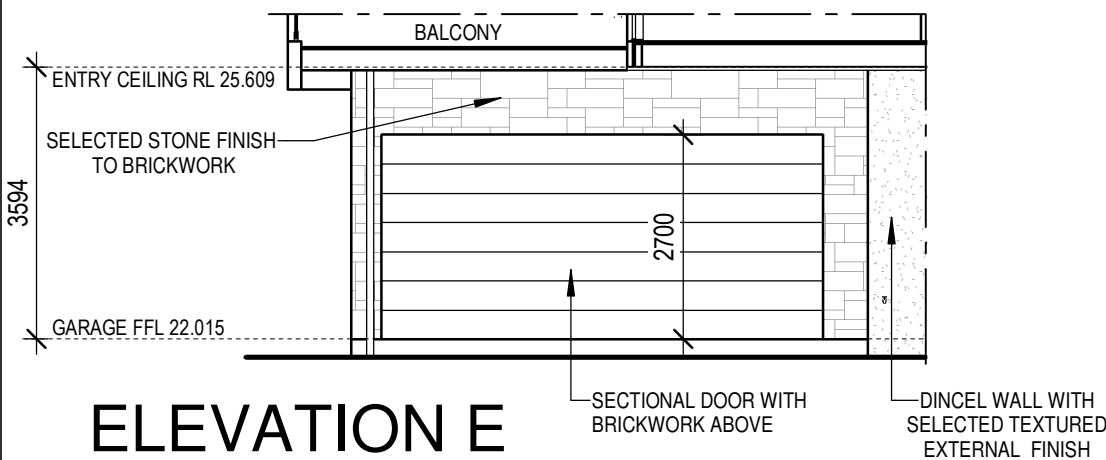 BALCONY
ENTRY CEILING RL 25.609
SELECTED STONE FINISH
TO BRICKWORK
3594
2700
GARAGE FFL 22.015
SECTIONAL DOOR WITH
BRICKWORK ABOVE
DINCEL WALL WITH
SELECTED TEXTURED
EXTERNAL FINISH
ELEVATION E